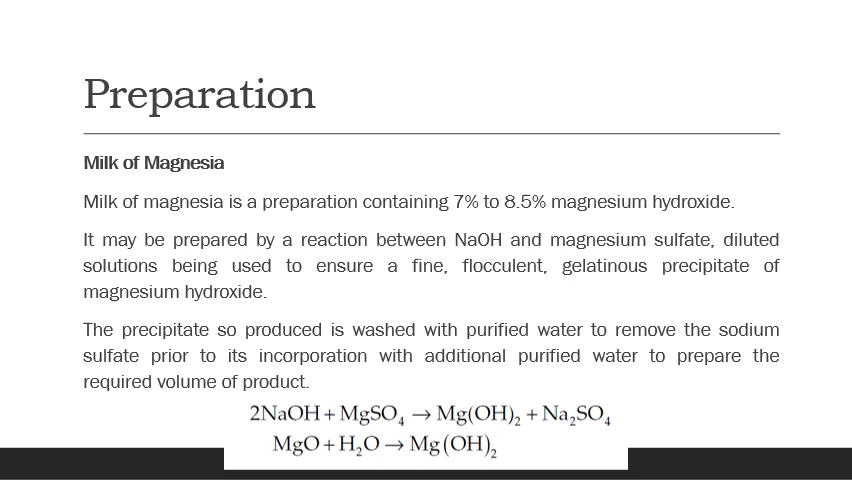 Preparation
Milk of Magnesia
Milk of magnesia is a preparation containing 7% to 8.5% magnesium hydroxide.
It may be prepared by a reaction between NaOH and magnesium sulfate, diluted
solutions being used to ensure a fine, flocculent, gelatinous precipitate of
magnesium hydroxide.
The precipitate so produced is washed with purified water to remove the sodium
sulfate prior to its incorporation with additional purified water to prepare the
required volume of product.
2NaOH + MgSO₄ → Mg(OH)₂ + Na₂SO₄
MgO + H₂O → Mg(OH)₂